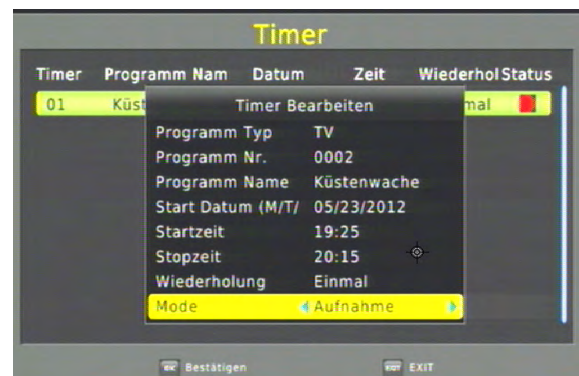 Timer
Timer Programm Nam Datum Zeit Wiederhol Status
01 Küst mal
Timer Bearbeiten
Programm Typ TV
Programm Nr. 0002
Programm Name Küstenwache
Start Datum (M/T/ 05/23/2012
Startzeit 19:25
Stopzeit 20:15
Wiederholung Einmal
Mode Aufnahme
Bestätigen EXIT EXIT